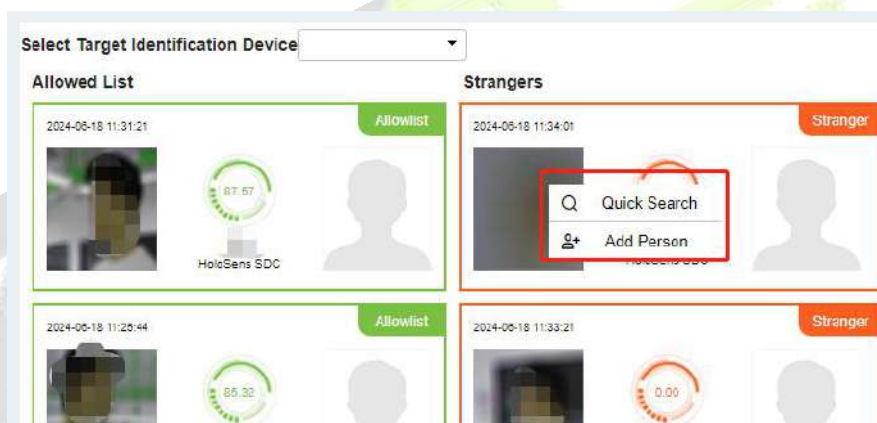 Select Target Identification Device
Allowed List
2024-06-18 11:31:21
Allowlist
87.57
HoloSens SDC
2024-06-18 11:26:44
Allowlist
85.32
Strangers
2024-06-18 11:34:01
Stranger
Quick Search
Add Person
2024-06-18 11:33:21
Stranger
0.00